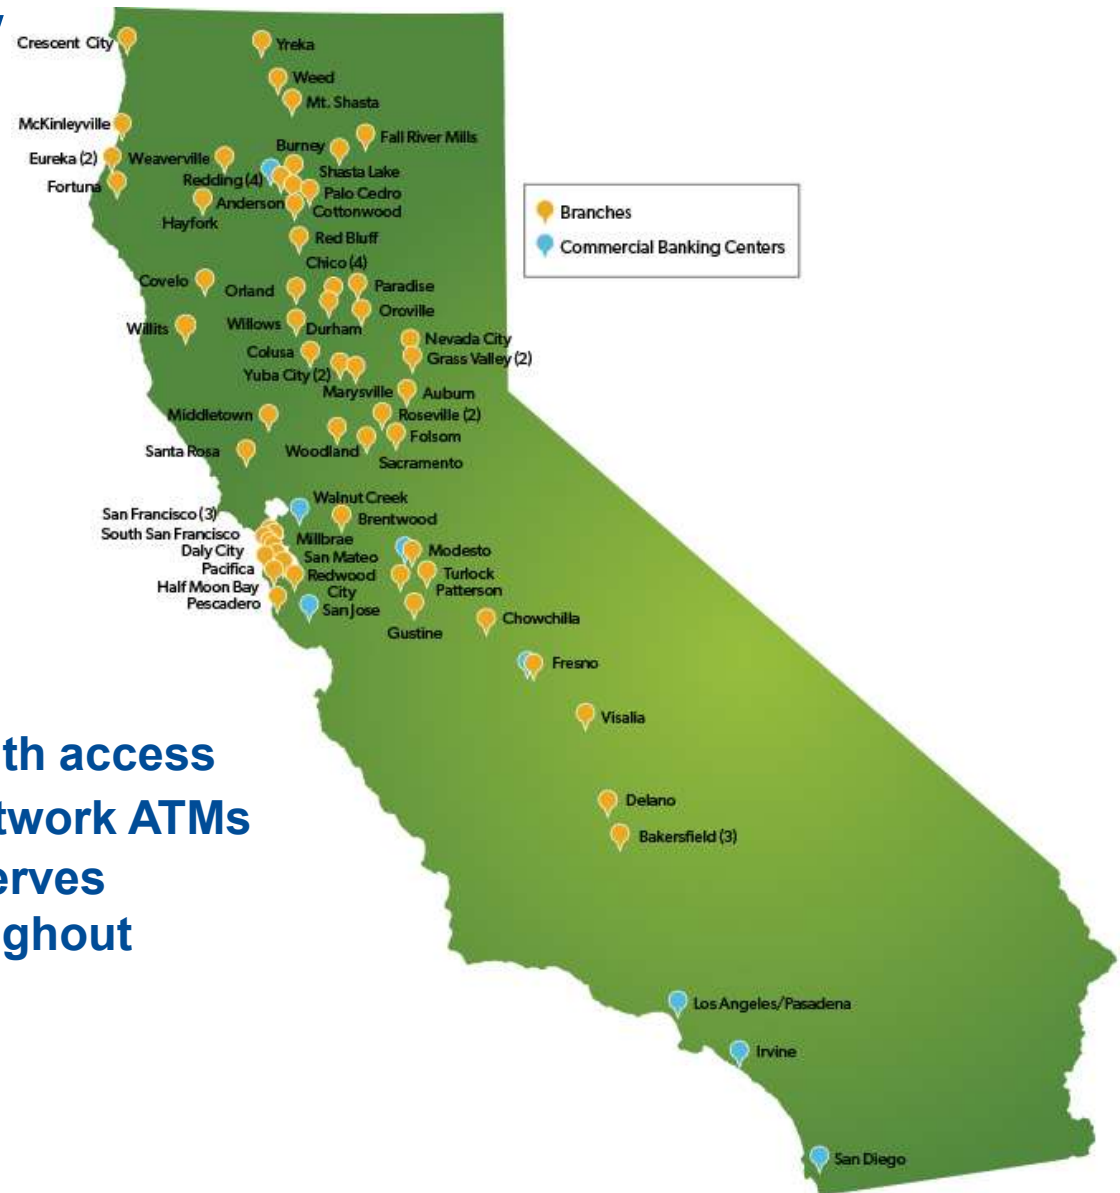 Crescent City
Yreka
Weed
Mt. Shasta
McKinleyville
Fall River Mills
Burney
Eureka (2)
Weaverville
Shasta Lake
Redding (4)
Fortuna
Palo Cedro
Anderson
Cottonwood
Hayfork
Red Bluff
Branches
Commercial Banking Centers
Chico (4)
Covelo
Orland
Paradise
Oroville
Willits
Willows
Durham
Nevada City
Colusa
Grass Valley (2)
Yuba City (2)
Marysville
Auburn
Middletown
Roseville (2)
Folsom
Santa Rosa
Woodland
Sacramento
Walnut Creek
San Francisco (3)
Brentwood
South San Francisco
Millbrae
Daly City
San Mateo
Modesto
Pacifica
Redwood
City
Turlock
Half Moon Bay
Patterson
Pescadero
San Jose
Gustine
Chowchilla
Fresno
Visalia
th access
Delano
twork ATMs
Bakersfield (3)
erves
ghout
Los Angeles/Pasadena
Irvine
San Diego